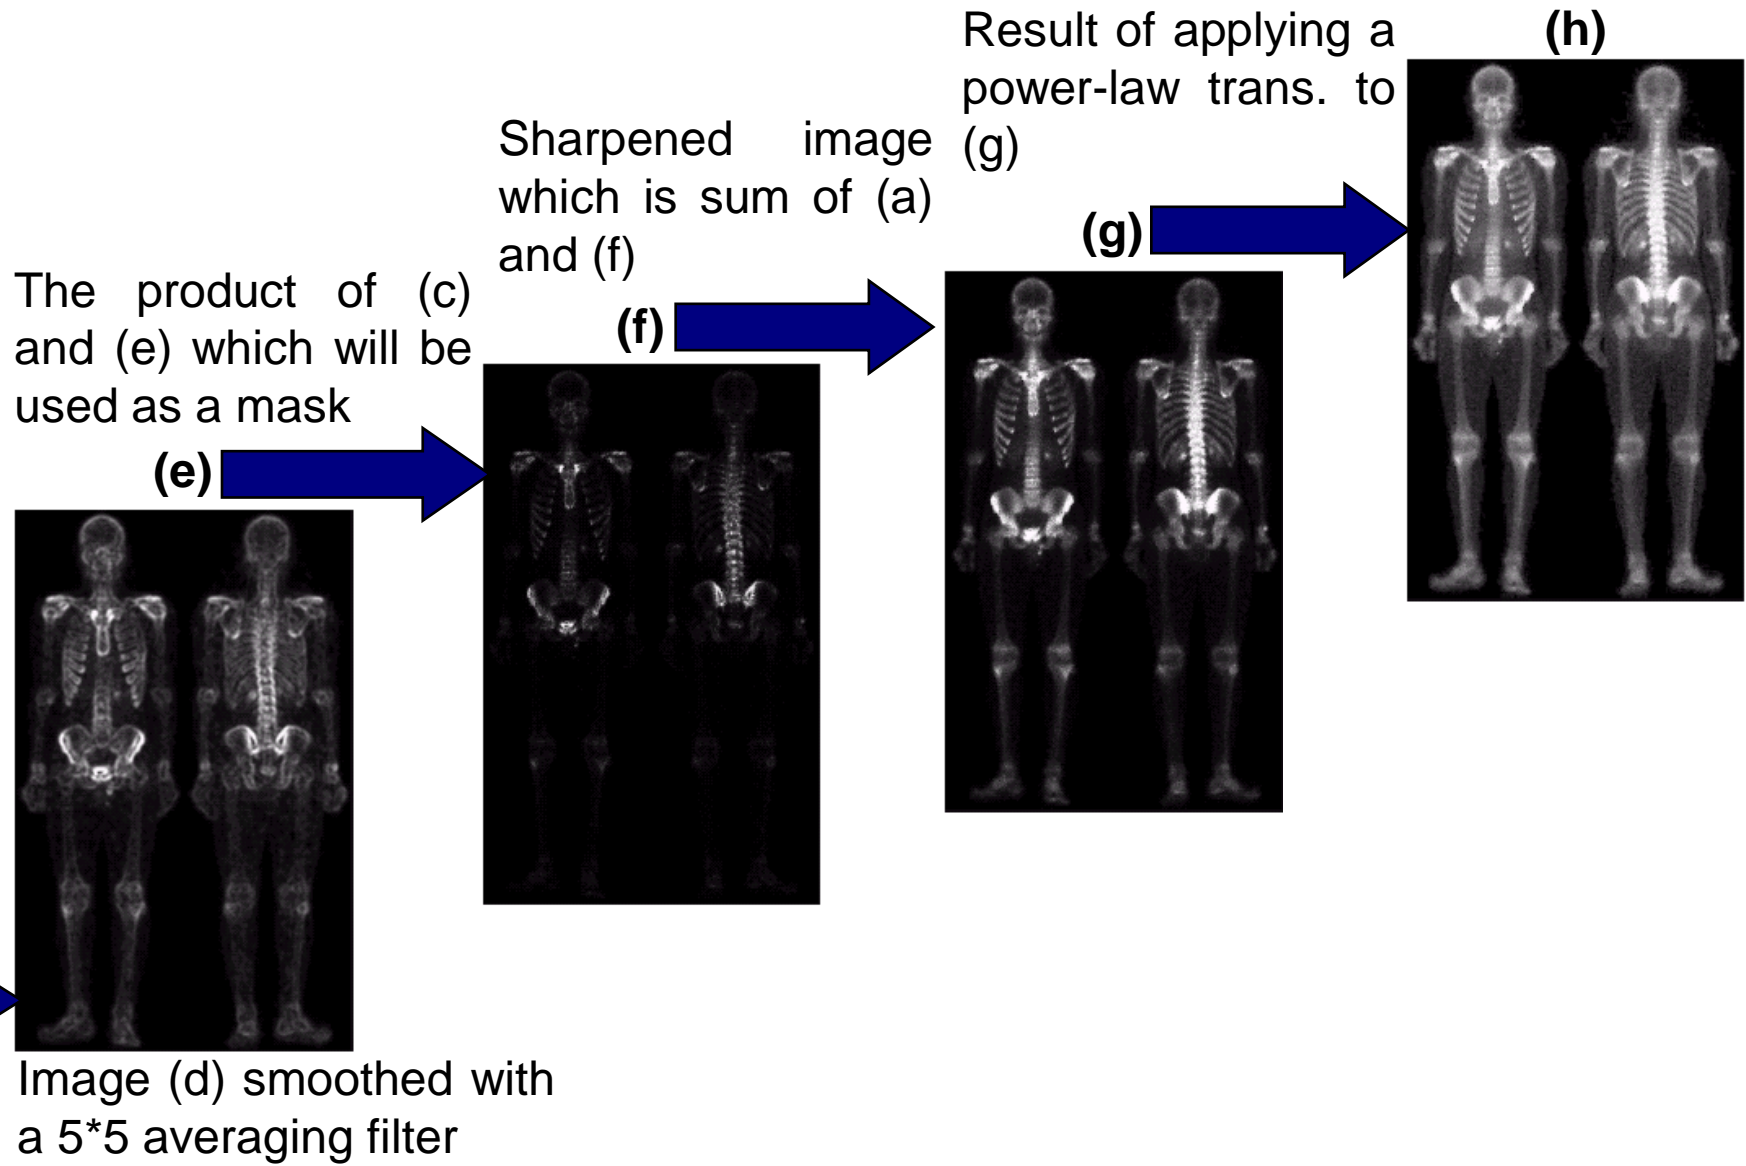 Result of applying a
power-law trans. to
(g)
(h)
Sharpened image
which is sum of (a)
and (f)
(g)
The product of (c)
and (e) which will be
used as a mask
(f)
(e)
Image (d) smoothed with
a 5*5 averaging filter